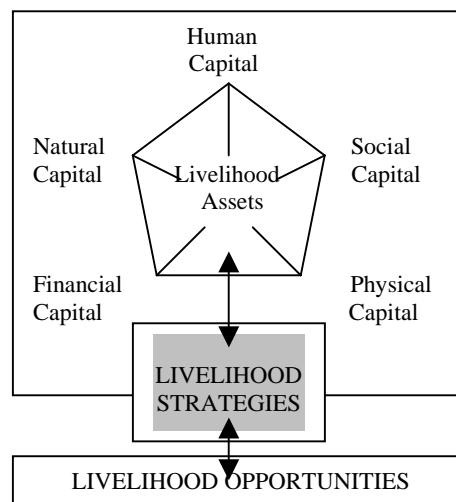 Human
Capital
Natural
Capital
Social
Capital
Livelihood
Assets
Financial
Capital
Physical
Capital
LIVELIHOOD
STRATEGIES
LIVELIHOOD OPPORTUNITIES